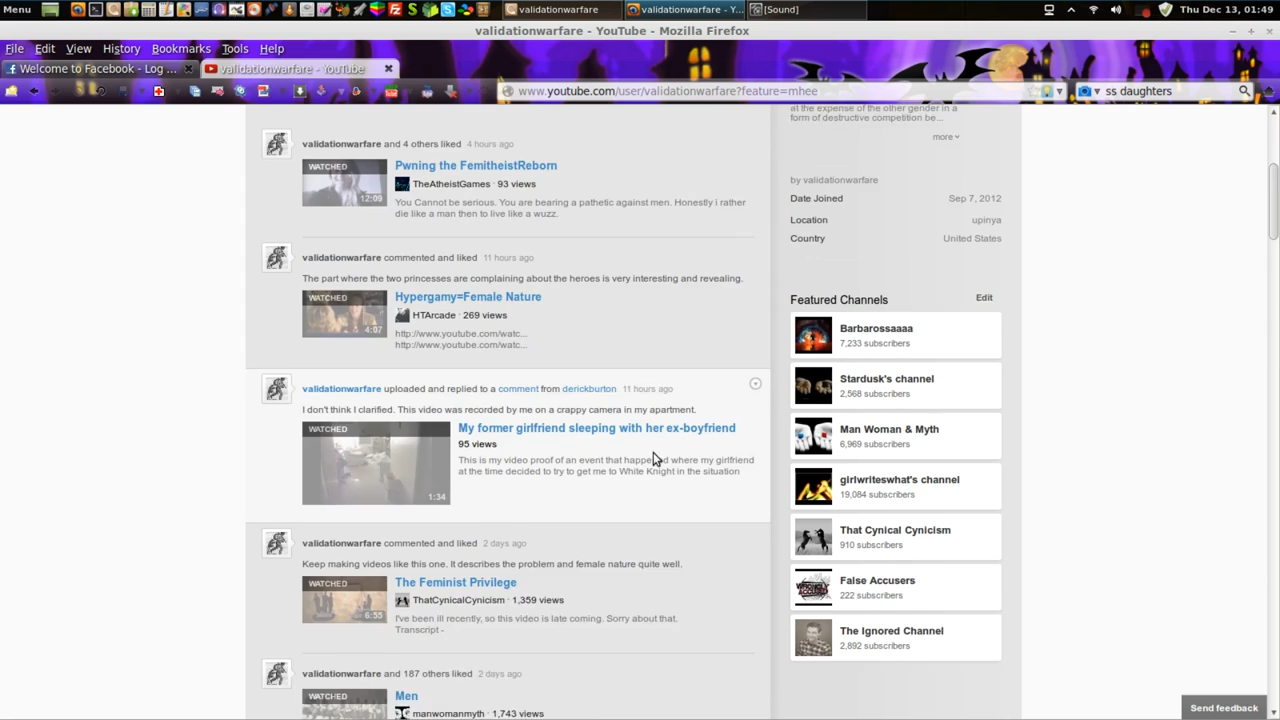 Menu
validationwarfare
validationwarfare - "Y...
[Sound]
Thu Dec 13, 01:49
validationwarfare - YouTube - Mozilla Firefox
File Edit View History Bookmarks Tools Help
Welcome to Facebook - Log ...
validationwarfare - YouTube
www.youtube.com/user/validationwarfare?feature=mhee
ss daughters
validationwarfare and 4 others liked 4 hours ago
WATCHED
12:09
Pwning the FemitheistReborn
TheAtheistGames · 93 views
You Cannot be serious. You are bearing a pathetic against men. Honestly i rather
die like a man then to live like a wuzz.
validationwarfare commented and liked 11 hours ago
The part where the two princesses are complaining about the heroes is very interesting and revealing.
WATCHED
4:07
Hypergamy=Female Nature
HTArcade · 269 views
http://www.youtube.com/watc...
http://www.youtube.com/watc...
validationwarfare uploaded and replied to a comment from derickburton 11 hours ago
I don't think I clarified. This video was recorded by me on a crappy camera in my apartment.
WATCHED
1:34
My former girlfriend sleeping with her ex-boyfriend
95 views
This is my video proof of an event that happened where my girlfriend
at the time decided to try to get me to White Knight in the situation
validationwarfare commented and liked 2 days ago
Keep making videos like this one. It describes the problem and female nature quite well.
WATCHED
6:55
The Feminist Privilege
ThatCynicalCynicism · 1,359 views
I've been ill recently, so this video is late coming. Sorry about that.
Transcript -
validationwarfare and 187 others liked 2 days ago
WATCHED
Men
manwomanmyth · 1,743 views
at the expense of the other gender in a
form of destructive competition be...
more
by validationwarfare
Date Joined Sep 7, 2012
Location upinya
Country United States
Featured Channels Edit
Barbarossaaaa
7,233 subscribers
Stardusk's channel
2,568 subscribers
Man Woman & Myth
6,969 subscribers
girlwriteswhat's channel
19,084 subscribers
That Cynical Cynicism
910 subscribers
False Accusers
222 subscribers
The Ignored Channel
2,892 subscribers
Send feedback